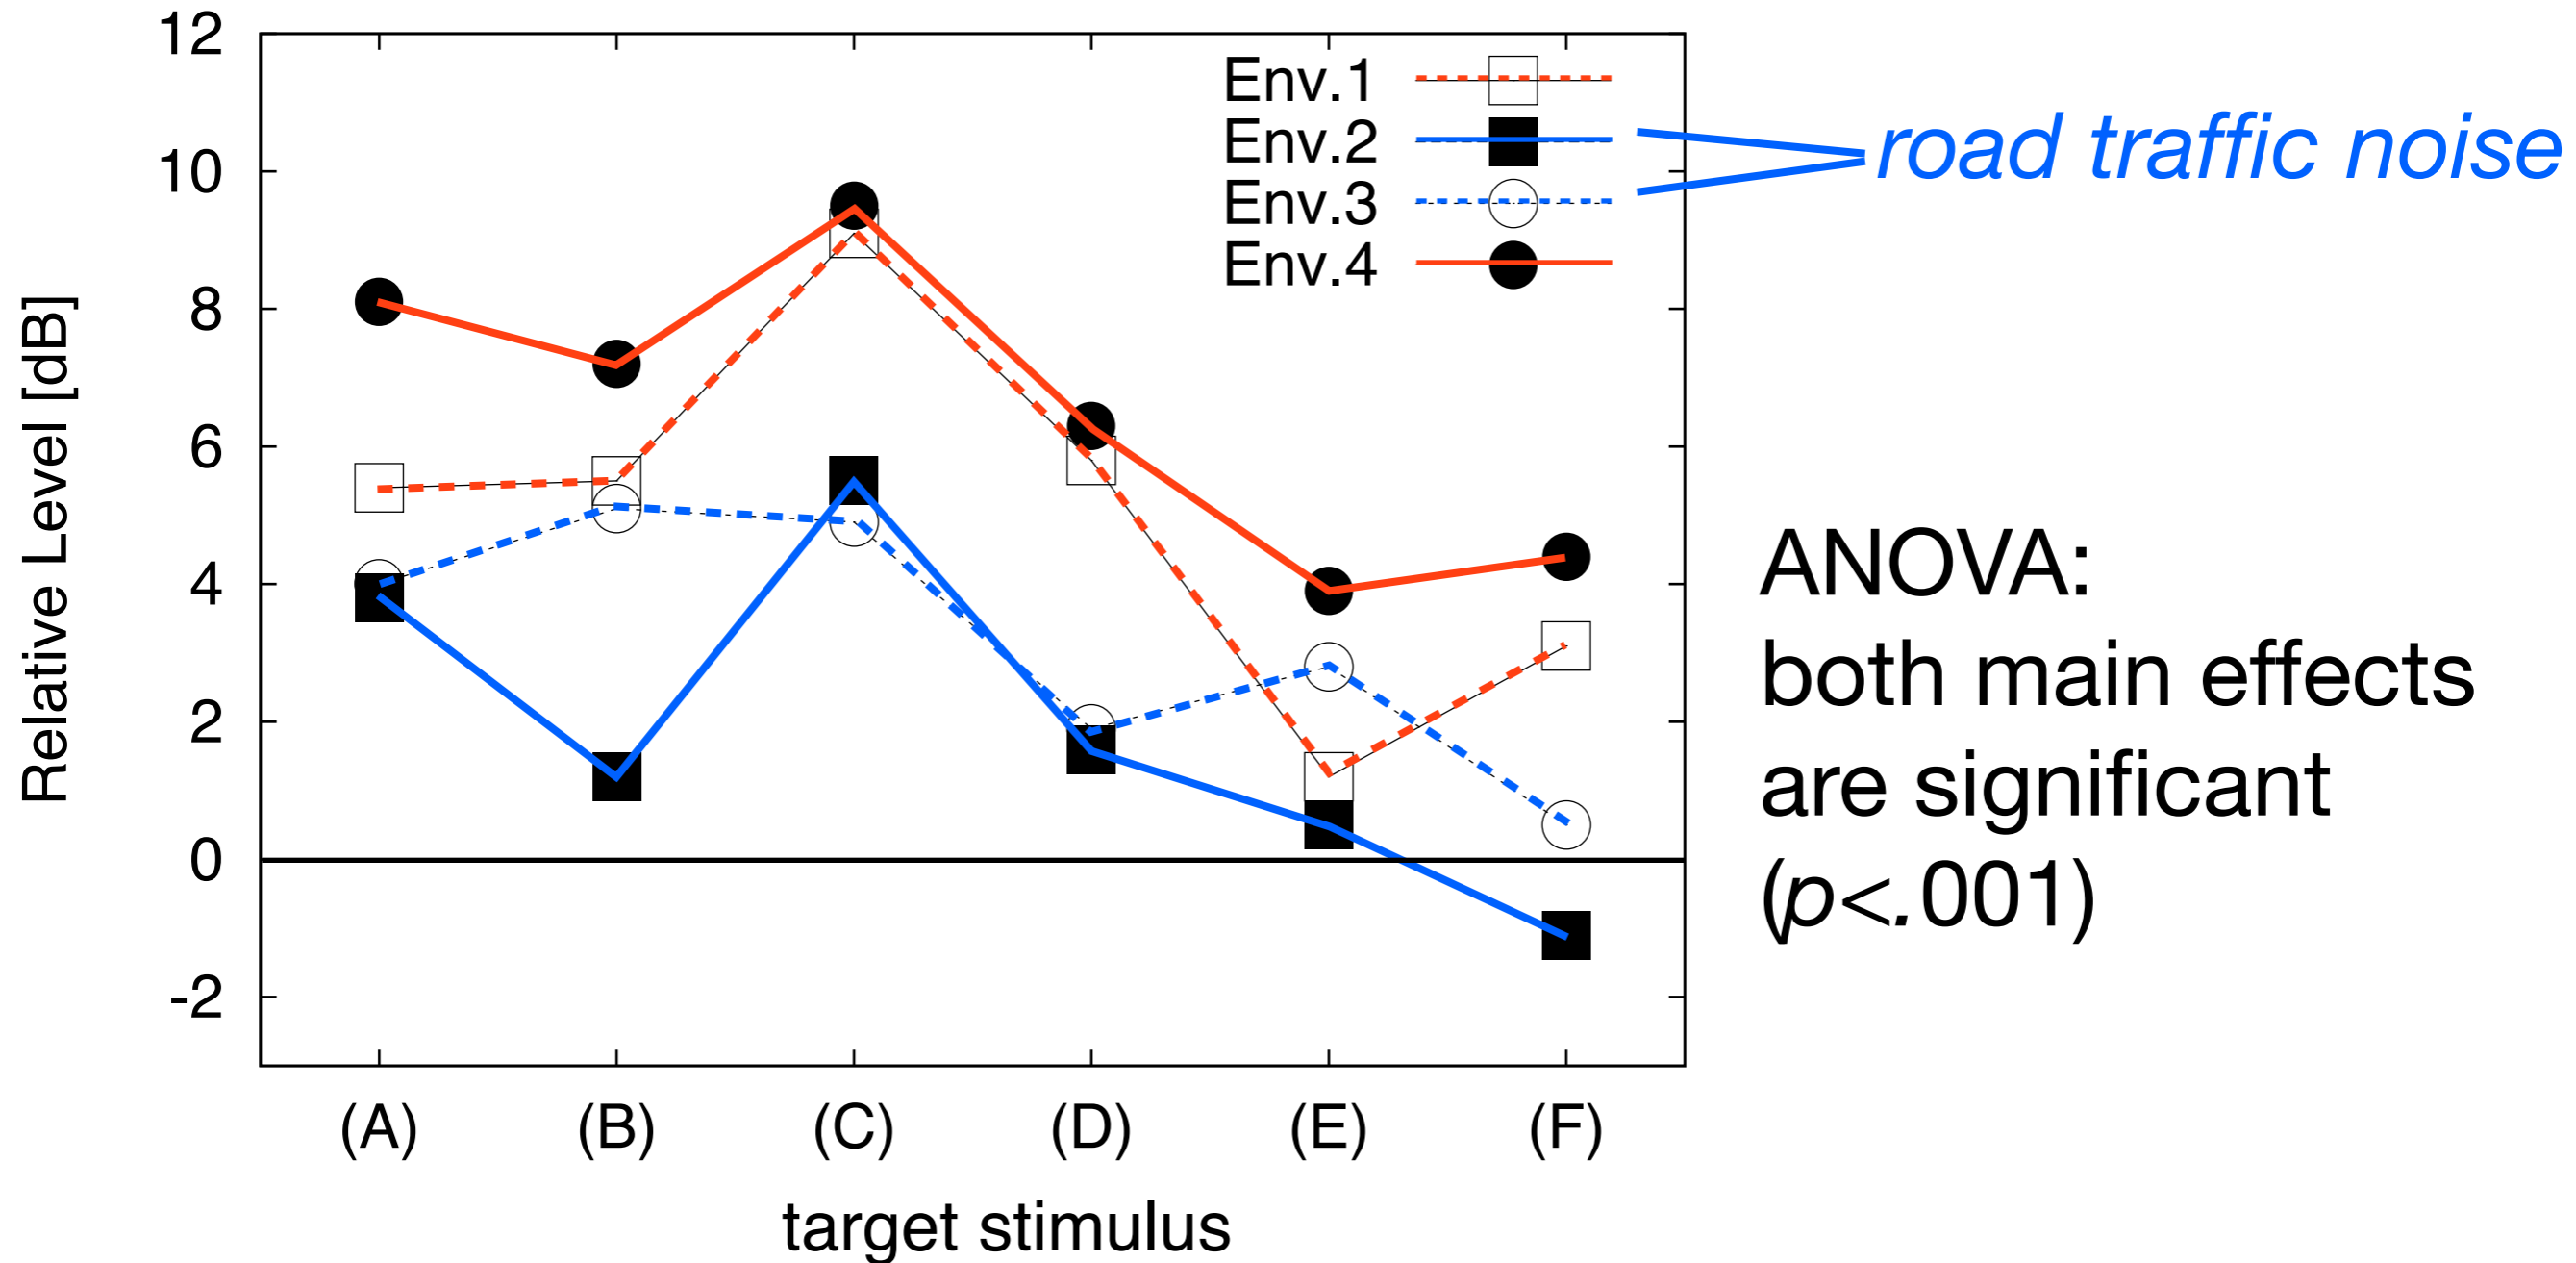 12
10
8
6
4
2
0
-2
Relative Level [dB]
Env.1
Env.2
Env.3
Env.4
road traffic noise
ANOVA:
both main effects
are significant
(p<.001)
(A) (B) (C) (D) (E) (F)
target stimulus